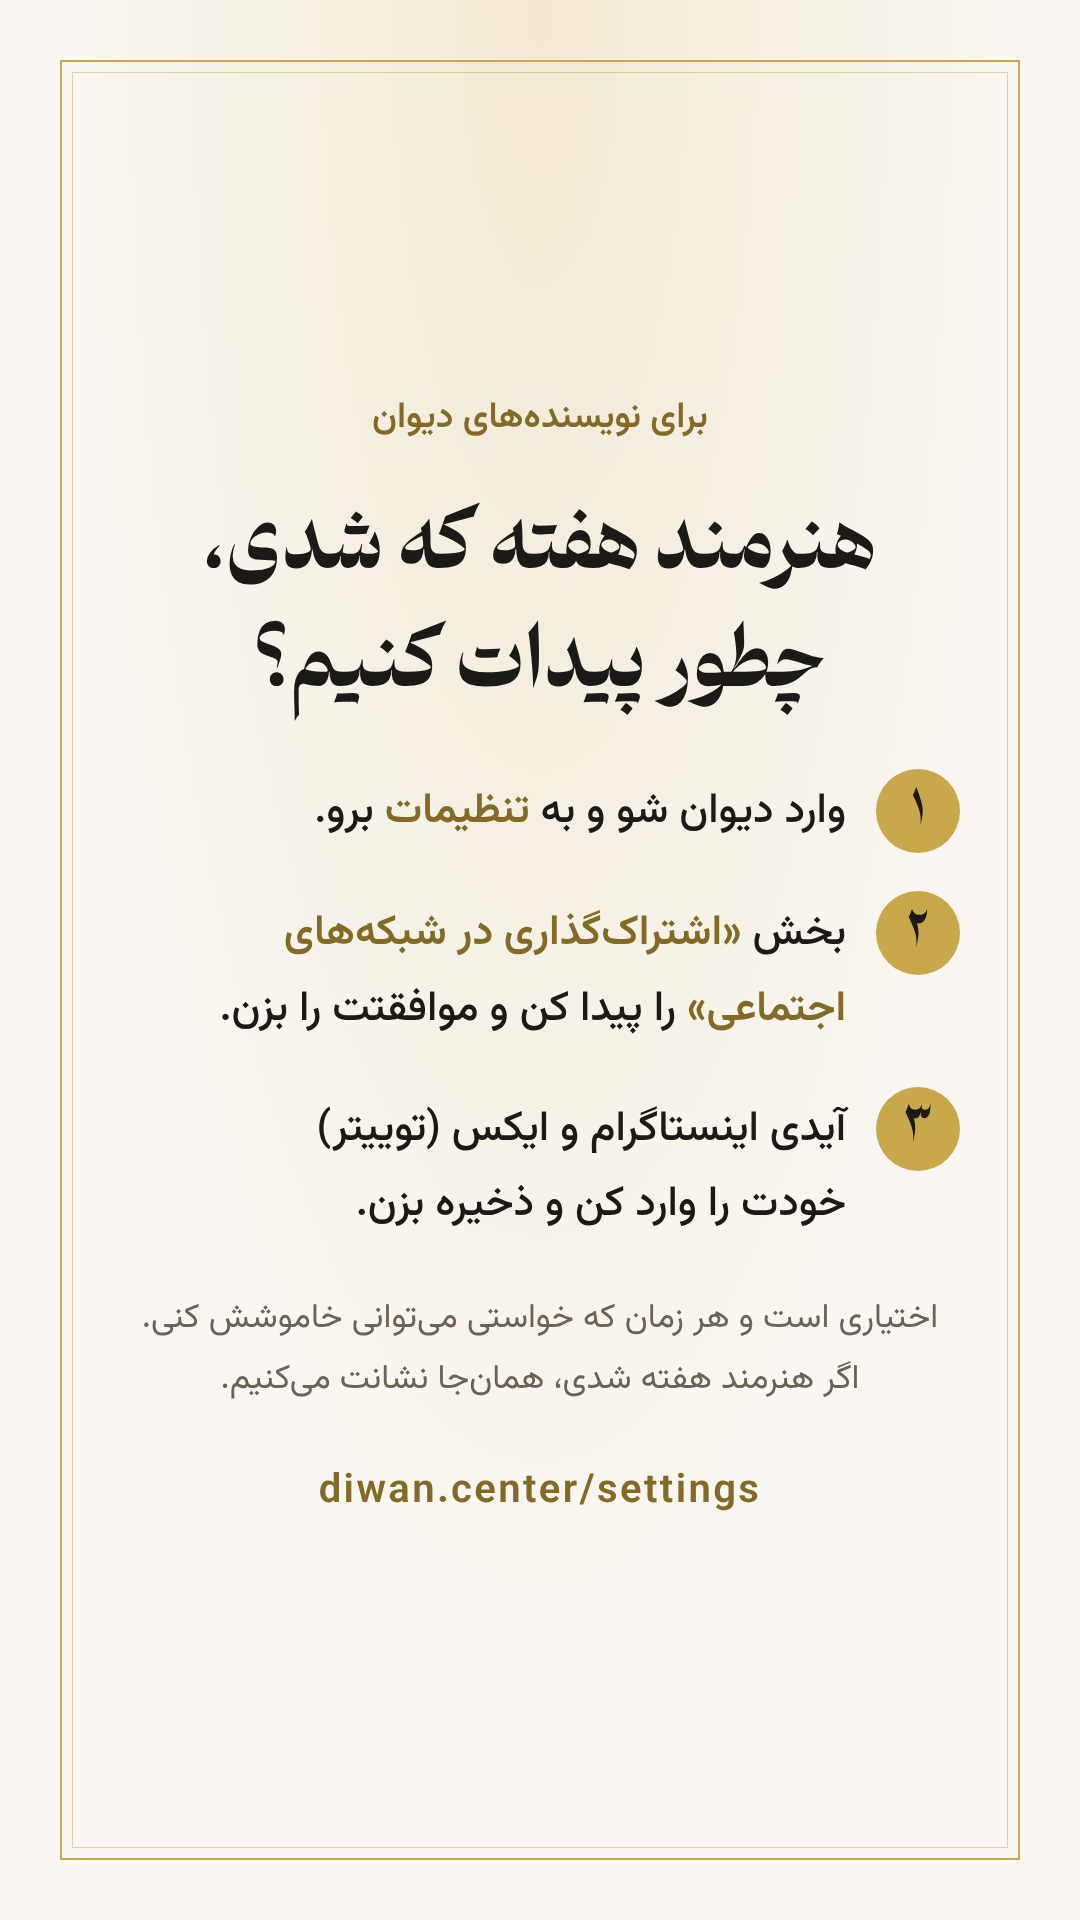 برای نویسنده‌های دیوان
هنرمند هفته که شدی،
چطور پیدات کنیم؟
۱ وارد دیوان شو و به تنظیمات برو.
۲ بخش «اشتراک‌گذاری در شبکه‌های
اجتماعی» را پیدا کن و موافقتت را بزن.
۳ آیدی اینستاگرام و ایکس (توییتر)
خودت را وارد کن و ذخیره بزن.
اختیاری است و هر زمان که خواستی می‌توانی خاموشش کنی.
اگر هنرمند هفته شدی، همان‌جا نشانت می‌کنیم.
diwan.center/settings